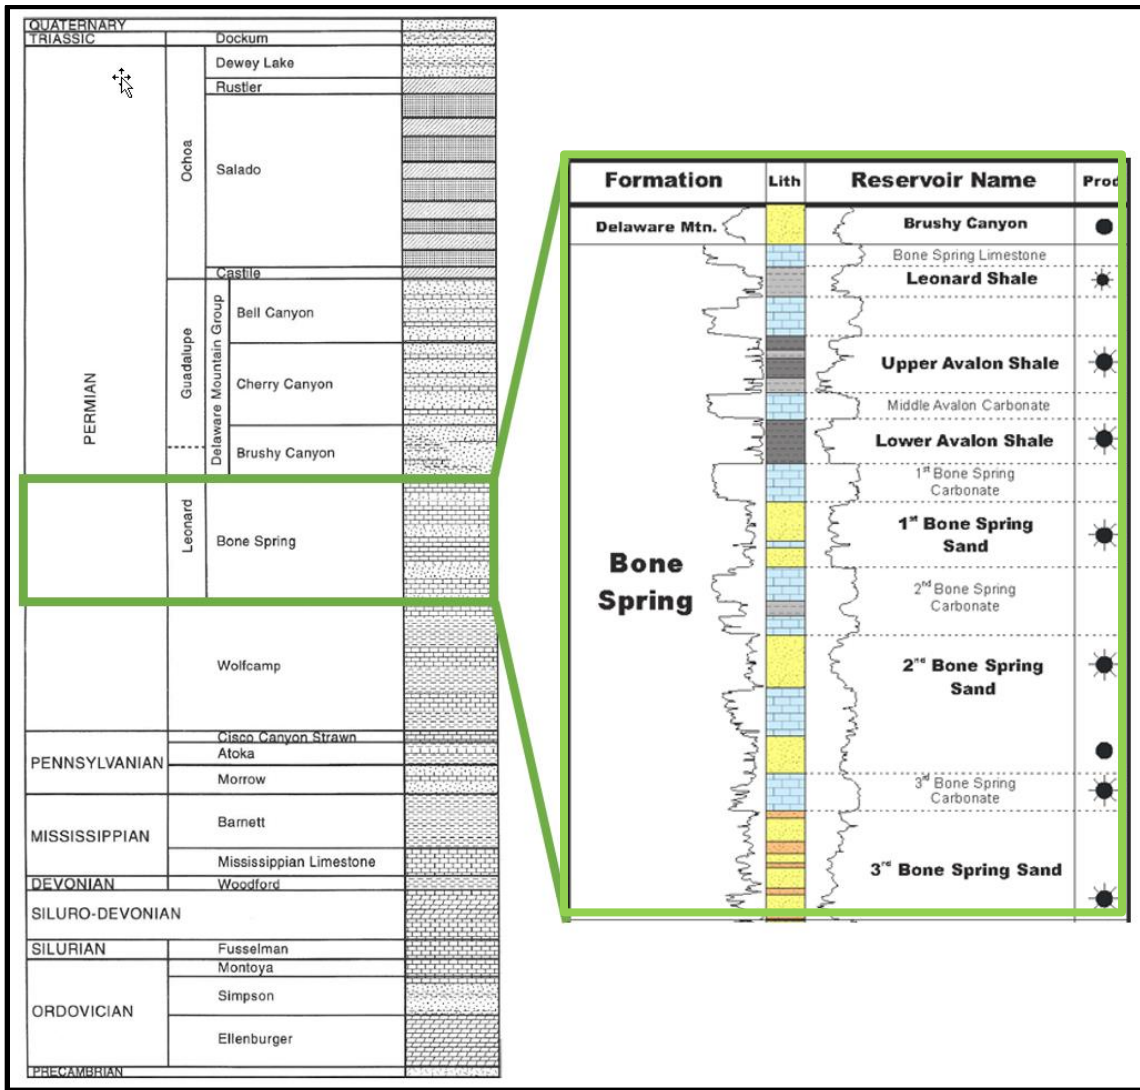 QUATERNARY
TRIASSIC
Dockum
PERMIAN
Ochoa
Dewey Lake
Rustler
Salado
Castile
Guadalupe
Delaware Mountain Group
Bell Canyon
Cherry Canyon
Brushy Canyon
Leonard
Bone Spring
Wolfcamp
PENNSYLVANIAN
Cisco Canyon Strawn
Atoka
Morrow
MISSISSIPPIAN
Barnett
Mississippian Limestone
DEVONIAN
Woodford
SILURO-DEVONIAN
SILURIAN
Fusselman
ORDOVICIAN
Montoya
Simpson
Ellenburger
PRECAMBRIAN
Formation Lith Reservoir Name Prod
Delaware Mtn.
Brushy Canyon
Bone
Spring
Bone Spring Limestone
Leonard Shale
Upper Avalon Shale
Middle Avalon Carbonate
Lower Avalon Shale
1st Bone Spring
Carbonate
1st Bone Spring
Sand
2nd Bone Spring
Carbonate
2nd Bone Spring
Sand
3rd Bone Spring
Carbonate
3rd Bone Spring Sand